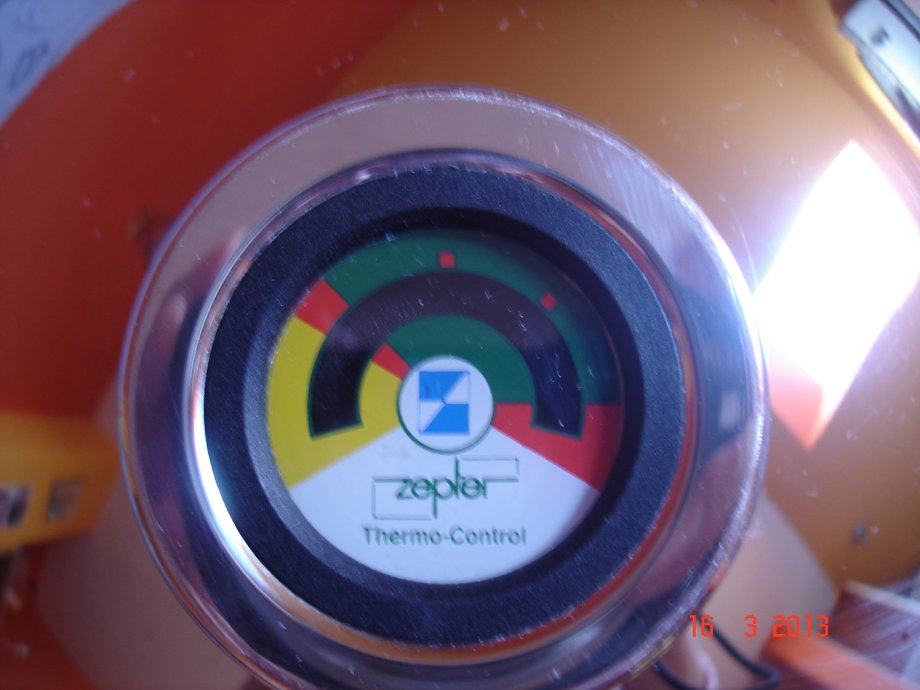 zepter
Thermo-Control
16 3 2013